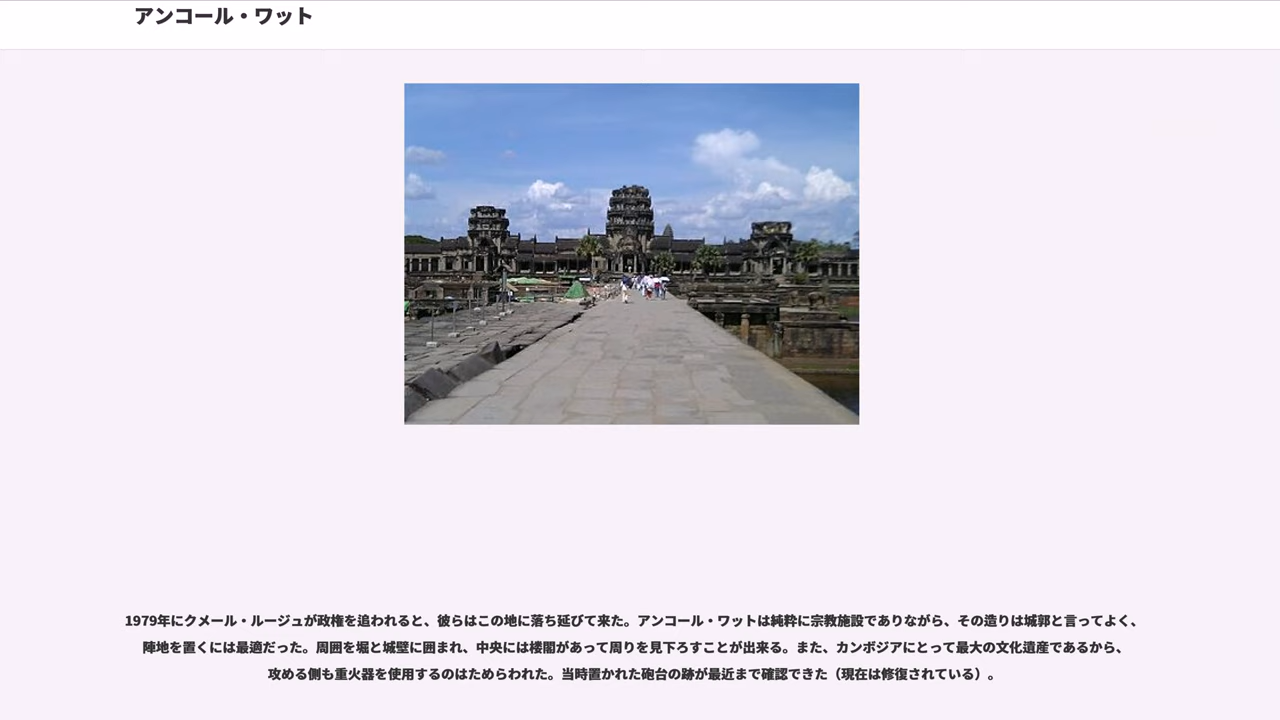 アンコール・ワット
1979年にクメール・ルージュが政権を追われると、彼らはこの地に落ち延びて来た。アンコール・ワットは純粋に宗教施設でありながら、その造りは城郭と言ってよく、
陣地を置くには最適だった。周囲を堀と城壁に囲まれ、中央には楼閣があって周りを見下ろすことが出来る。また、カンボジアにとって最大の文化遺産であるから、
攻める側も重火器を使用するのはためらわれた。当時置かれた砲台の跡が最近まで確認できた（現在は修復されている）。